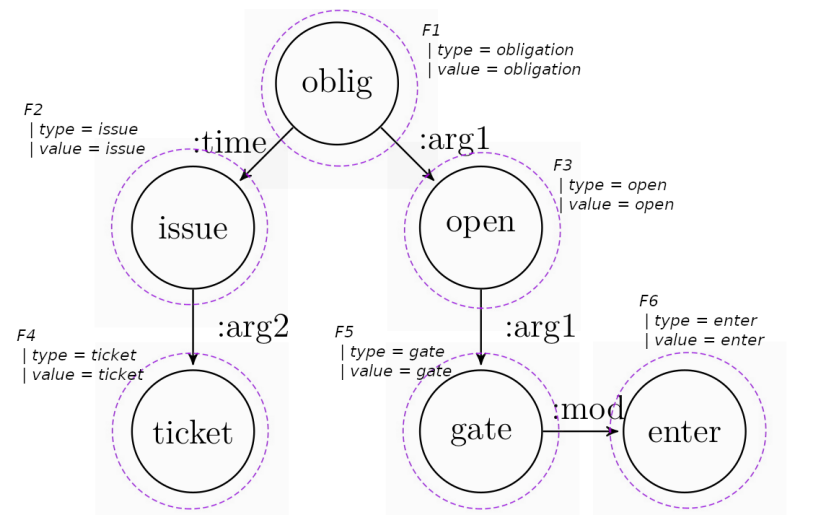 F1
| type = obligation
| value = obligation
oblig
F2
| type = issue
| value = issue
:time
:arg1
F3
| type = open
| value = open
issue
open
:arg2
:arg1
F4
| type = ticket
| value = ticket
F5
| type = gate
| value = gate
F6
| type = enter
| value = enter
ticket
gate
:mod
enter